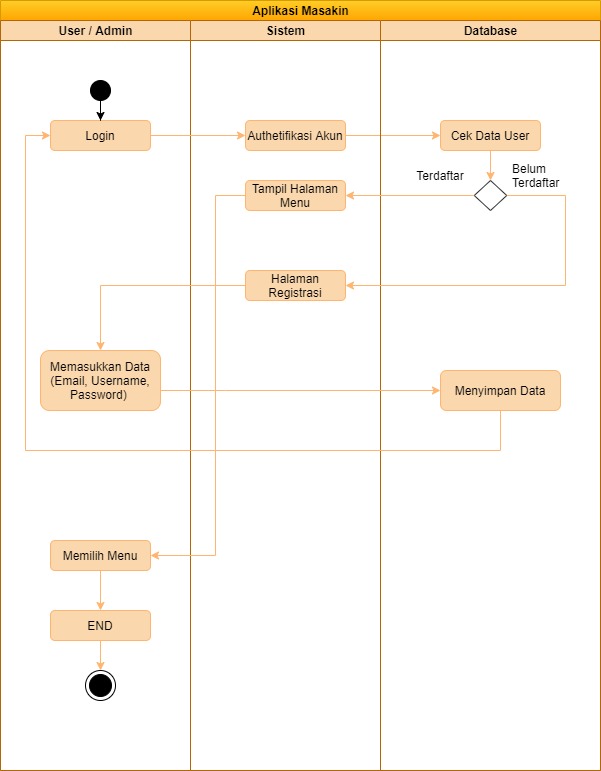 Aplikasi Masakin
User / Admin
Sistem
Database
Login
Authetifikasi Akun
Cek Data User
Terdaftar
Belum
Terdaftar
Tampil Halaman
Menu
Halaman
Registrasi
Memasukkan Data
(Email, Username,
Password)
Menyimpan Data
Memilih Menu
END